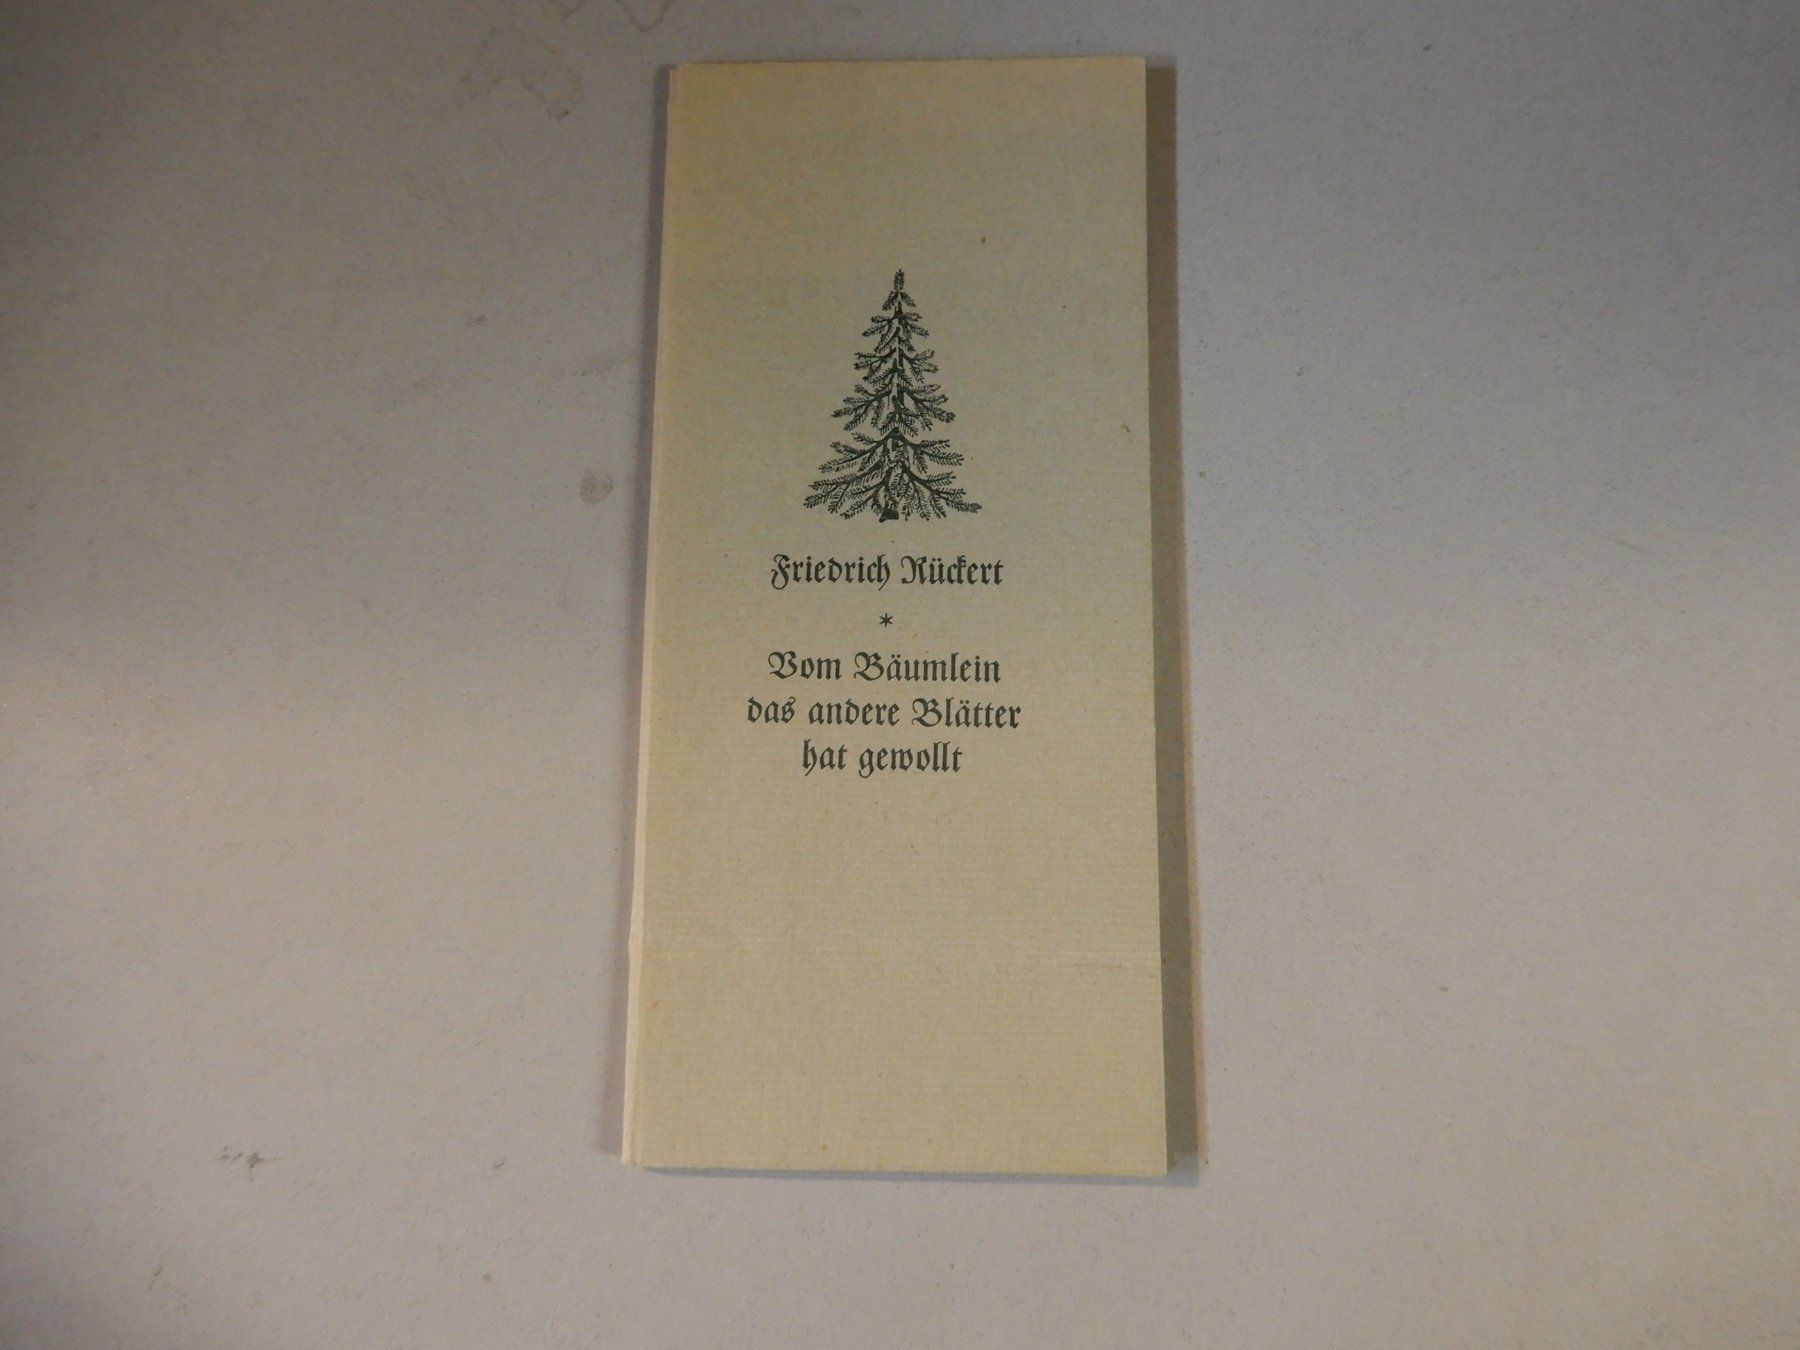 Friedrich Rückert
*
Vom Bäumlein
das andere Blätter
hat gewollt